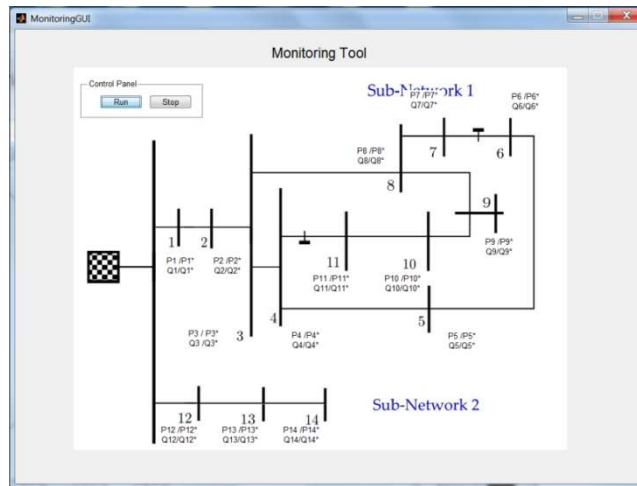 MonitoringGUI
Monitoring Tool
Control Panel
Run
Stop
Sub-Network 1
P7 /P7*
Q7/Q7*
P6 /P6*
Q6/Q6*
7
6
P8 /P8*
Q8/Q8*
8
9
P9 /P9*
Q9/Q9*
1
2
P1 /P1*
Q1/Q1*
P2 /P2*
Q2/Q2*
11
10
P11 /P11*
Q11/Q11*
P10 /P10*
Q10/Q10*
3
P3 / P3*
Q3 /Q3*
4
P4 /P4*
Q4/Q4*
5
P5 /P5*
Q5/Q5*
Sub-Network 2
12
13
14
P12 /P12*
Q12/Q12*
P13 /P13*
Q13/Q13*
P14 /P14*
Q14/Q14*